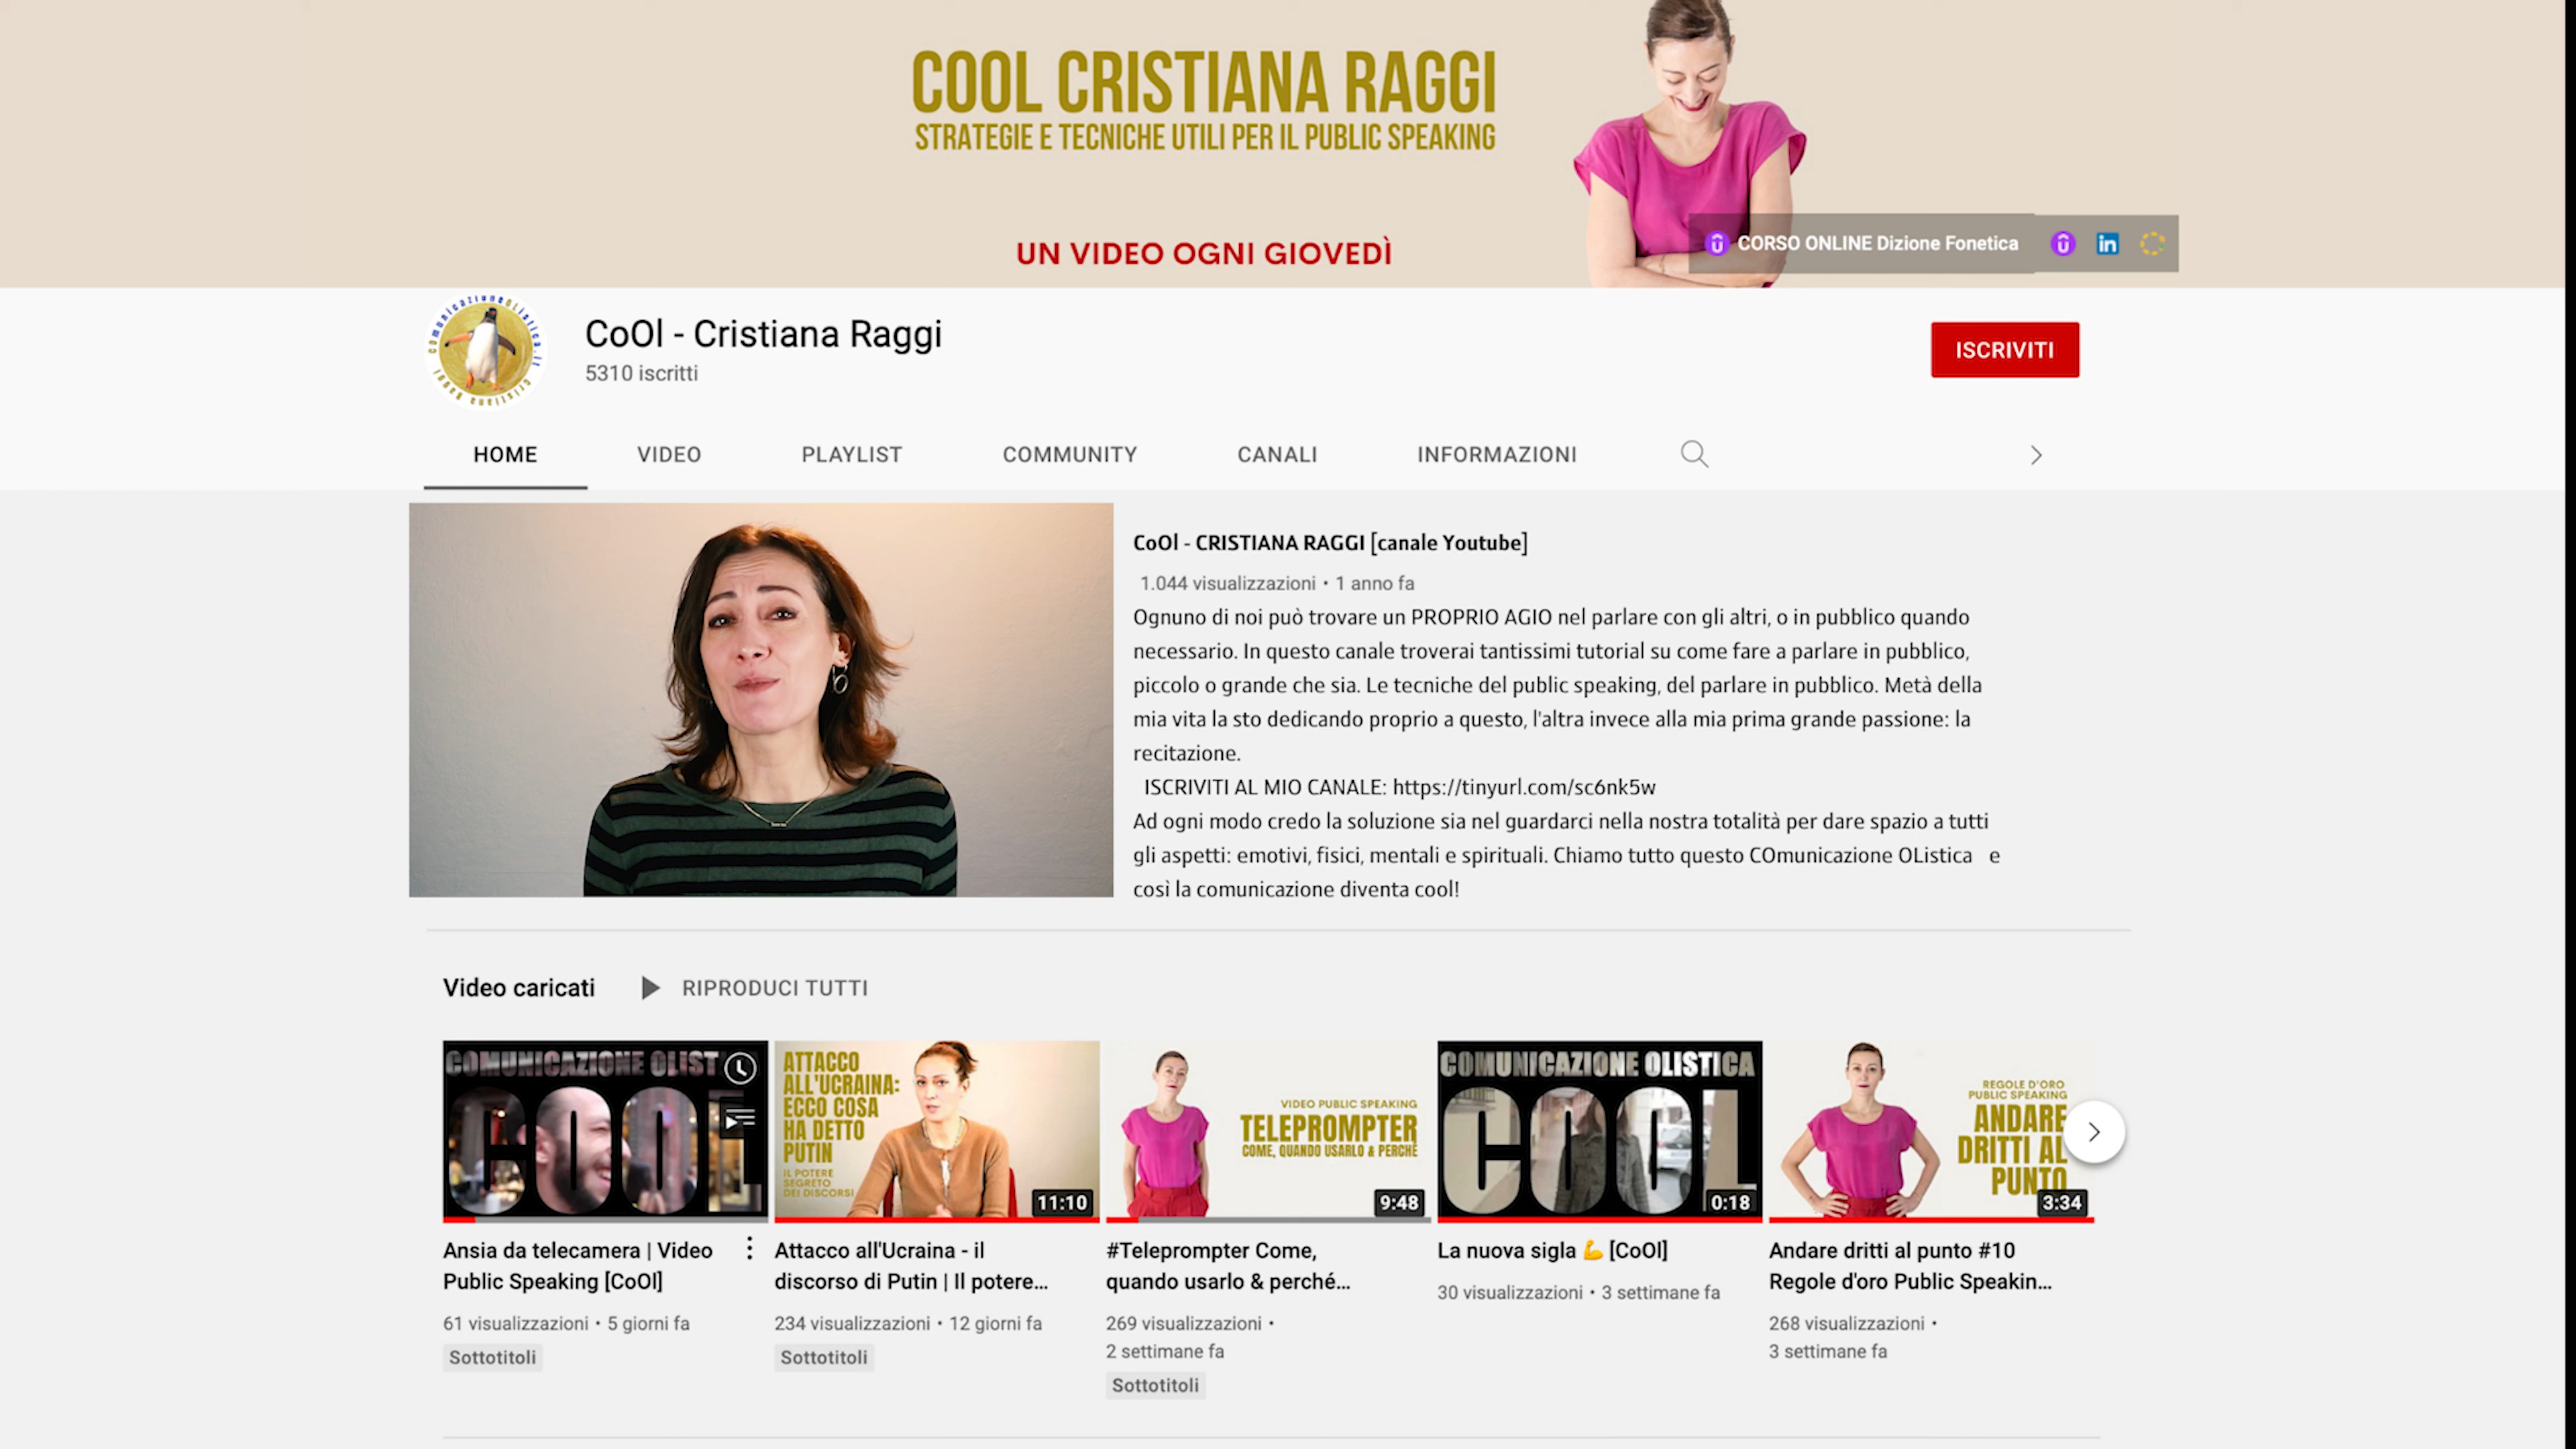 COOL CRISTIANA RAGGI
STRATEGIE E TECNICHE UTILI PER IL PUBLIC SPEAKING
UN VIDEO OGNI GIOVEDÌ
CORSO ONLINE Dizione Fonetica
in
comunicazioneolistica.it
Cristiana Raggi
CoOl - Cristiana Raggi
5310 iscritti
ISCRIVITI
HOME
VIDEO
PLAYLIST
COMMUNITY
CANALI
INFORMAZIONI
CoOl - CRISTIANA RAGGI [canale Youtube]
1.044 visualizzazioni • 1 anno fa
Ognuno di noi può trovare un PROPRIO AGIO nel parlare con gli altri, o in pubblico quando
necessario. In questo canale troverai tantissimi tutorial su come fare a parlare in pubblico,
piccolo o grande che sia. Le tecniche del public speaking, del parlare in pubblico. Metà della
mia vita la sto dedicando proprio a questo, l'altra invece alla mia prima grande passione: la
recitazione.
ISCRIVITI AL MIO CANALE: https://tinyurl.com/sc6nk5w
Ad ogni modo credo la soluzione sia nel guardarci nella nostra totalità per dare spazio a tutti
gli aspetti: emotivi, fisici, mentali e spirituali. Chiamo tutto questo COmunicazione OListica e
così la comunicazione diventa cool!
Video caricati
RIPRODUCI TUTTI
COMUNICAZIONE OLIST
COOL
Ansia da telecamera | Video
Public Speaking [CoOl]
61 visualizzazioni • 5 giorni fa
Sottotitoli
ATTACCO
ALL'UCRAINA:
ECCO COSA
HA DETTO
PUTIN
IL POTERE
SEGRETO
DEI DISCORSI
11:10
Attacco all'Ucraina - il
discorso di Putin | Il potere...
234 visualizzazioni • 12 giorni fa
Sottotitoli
VIDEO PUBLIC SPEAKING
TELEPROMPTER
COME, QUANDO USARLO & PERCHÉ
9:48
#Teleprompter Come,
quando usarlo & perché...
269 visualizzazioni •
2 settimane fa
Sottotitoli
COMUNICAZIONE OLISTICA
COOL
0:18
La nuova sigla 💪 [CoOl]
30 visualizzazioni • 3 settimane fa
REGOLE D'ORO
PUBLIC SPEAKING
ANDARE
DRITTI AL
PUNTO
3:34
Andare dritti al punto #10
Regole d'oro Public Speakin...
268 visualizzazioni •
3 settimane fa